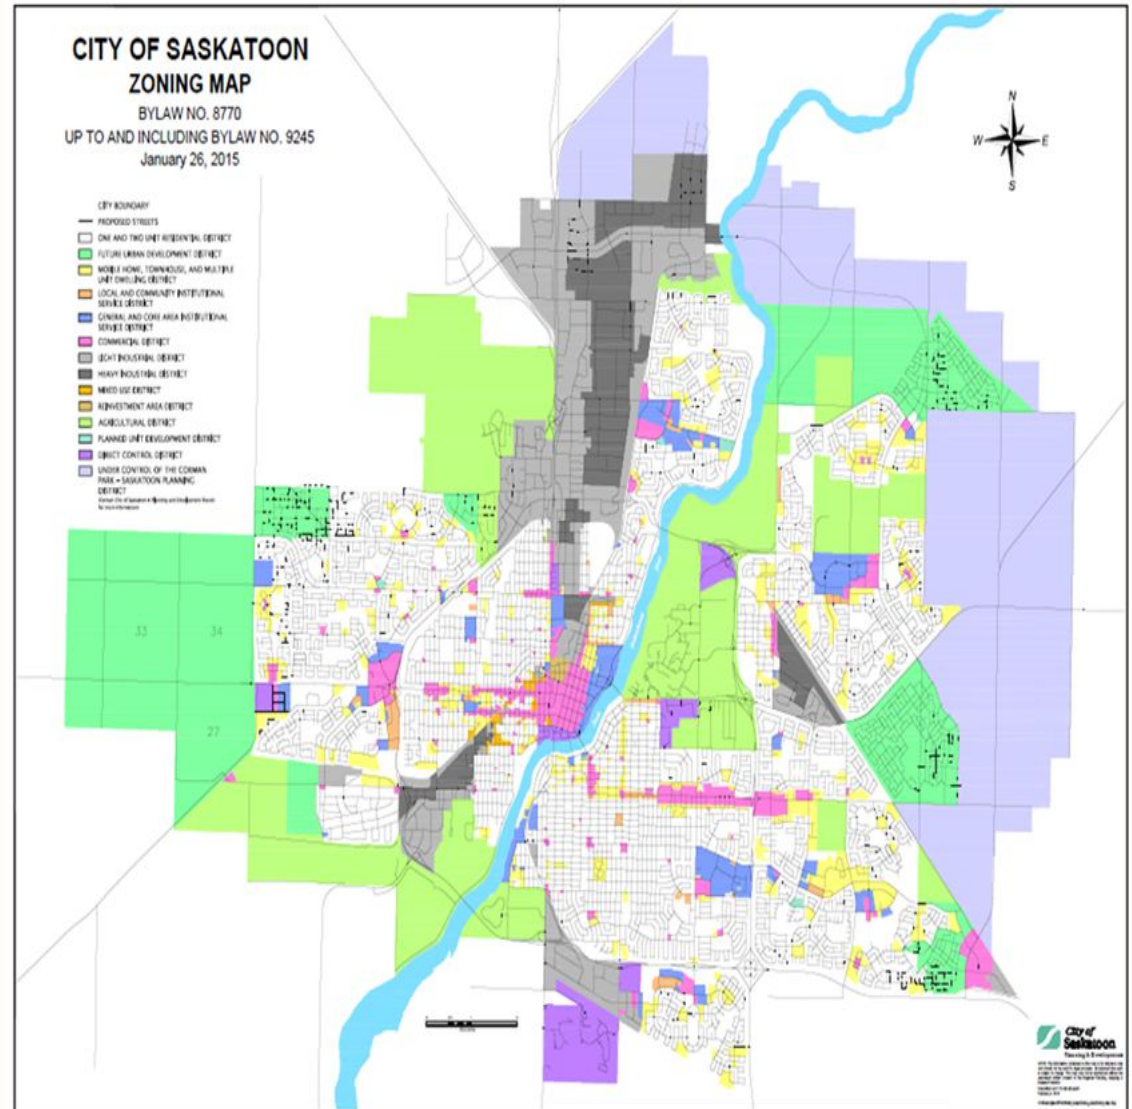 CITY OF SASKATOON
ZONING MAP
BYLAW NO. 8770
UP TO AND INCLUDING BYLAW NO. 9245
January 26, 2015
N
W E
S
CITY BOUNDARY
PROPOSED STREETS
ONE AND TWO UNIT RESIDENTIAL DISTRICT
FUTURE URBAN DEVELOPMENT DISTRICT
MOBILE HOME, TOWNHOUSE, AND MULTIPLE
UNIT DWELLING DISTRICT
LOCAL AND COMMUNITY INSTITUTIONAL
SERVICE DISTRICT
GENERAL AND CORE AREA INSTITUTIONAL
SERVICE DISTRICT
COMMERCIAL DISTRICT
LIGHT INDUSTRIAL DISTRICT
HEAVY INDUSTRIAL DISTRICT
MIXED USE DISTRICT
REINVESTMENT AREA DISTRICT
AGRICULTURAL DISTRICT
PLANNED UNIT DEVELOPMENT DISTRICT
DIRECT CONTROL DISTRICT
UNDER CONTROL OF THE CORMAN
PARK - SASKATOON PLANNING
DISTRICT
33
34
27
City of
Saskatoon
Planning & Development